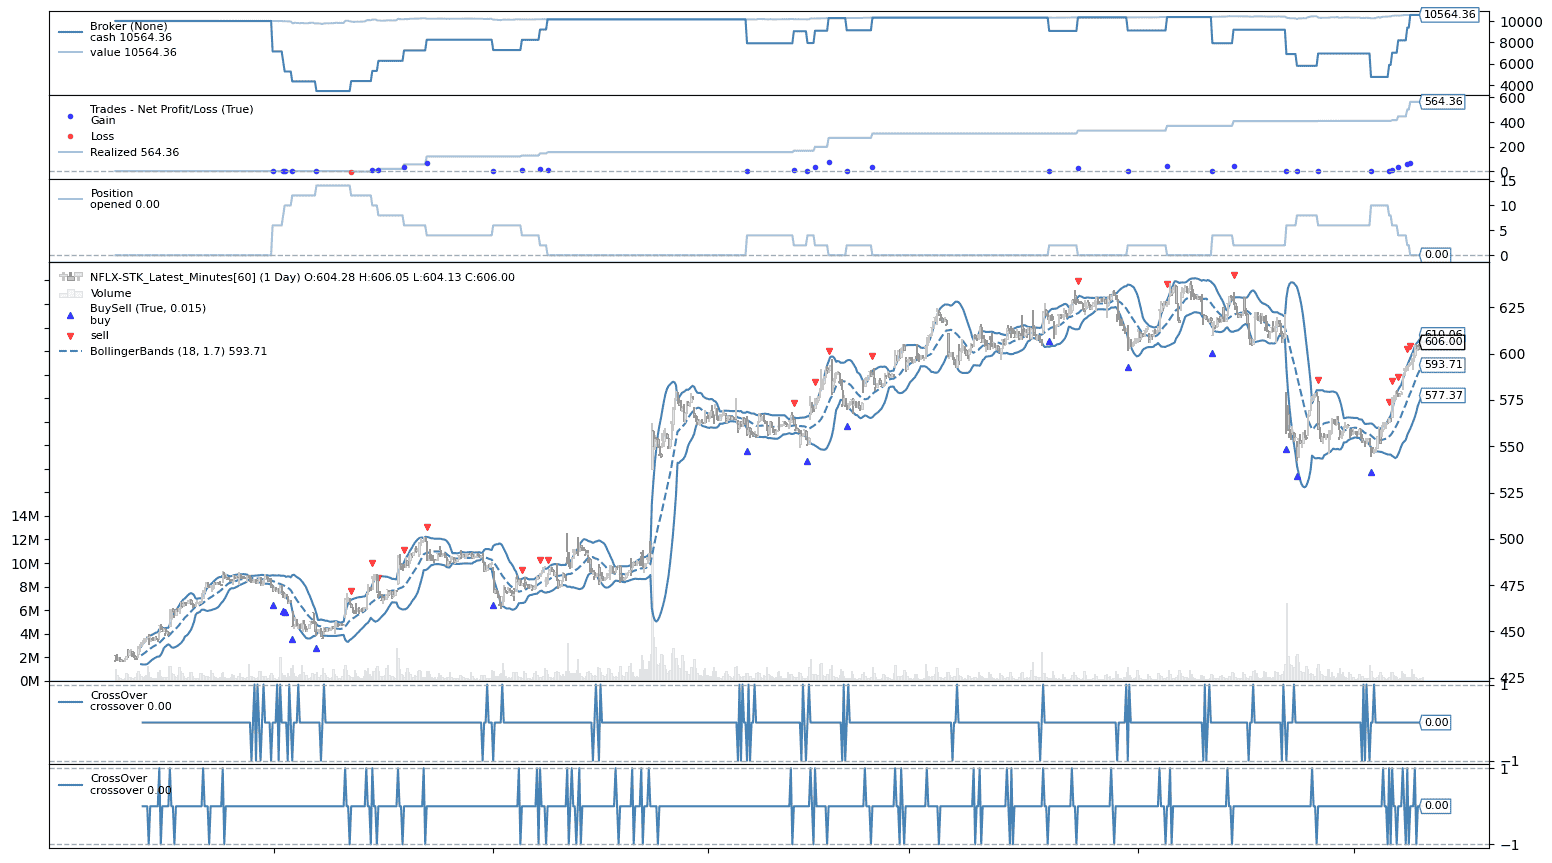 Broker (None)
cash 10564.36
value 10564.36
10564.36
10000
8000
6000
4000
Trades - Net Profit/Loss (True)
Gain
Loss
Realized 564.36
564.36
600
400
200
0
Position
opened 0.00
15
10
5
0
0.00
NFLX-STK_Latest_Minutes[60] (1 Day) O:604.28 H:606.05 L:604.13 C:606.00
Volume
BuySell (True, 0.015)
buy
sell
BollingerBands (18, 1.7) 593.71
625
600
575
550
525
500
475
450
425
610.06
606.00
593.71
577.37
14M
12M
10M
8M
6M
4M
2M
0M
CrossOver
crossover 0.00
1
0.00
−1
CrossOver
crossover 0.00
1
0.00
−1